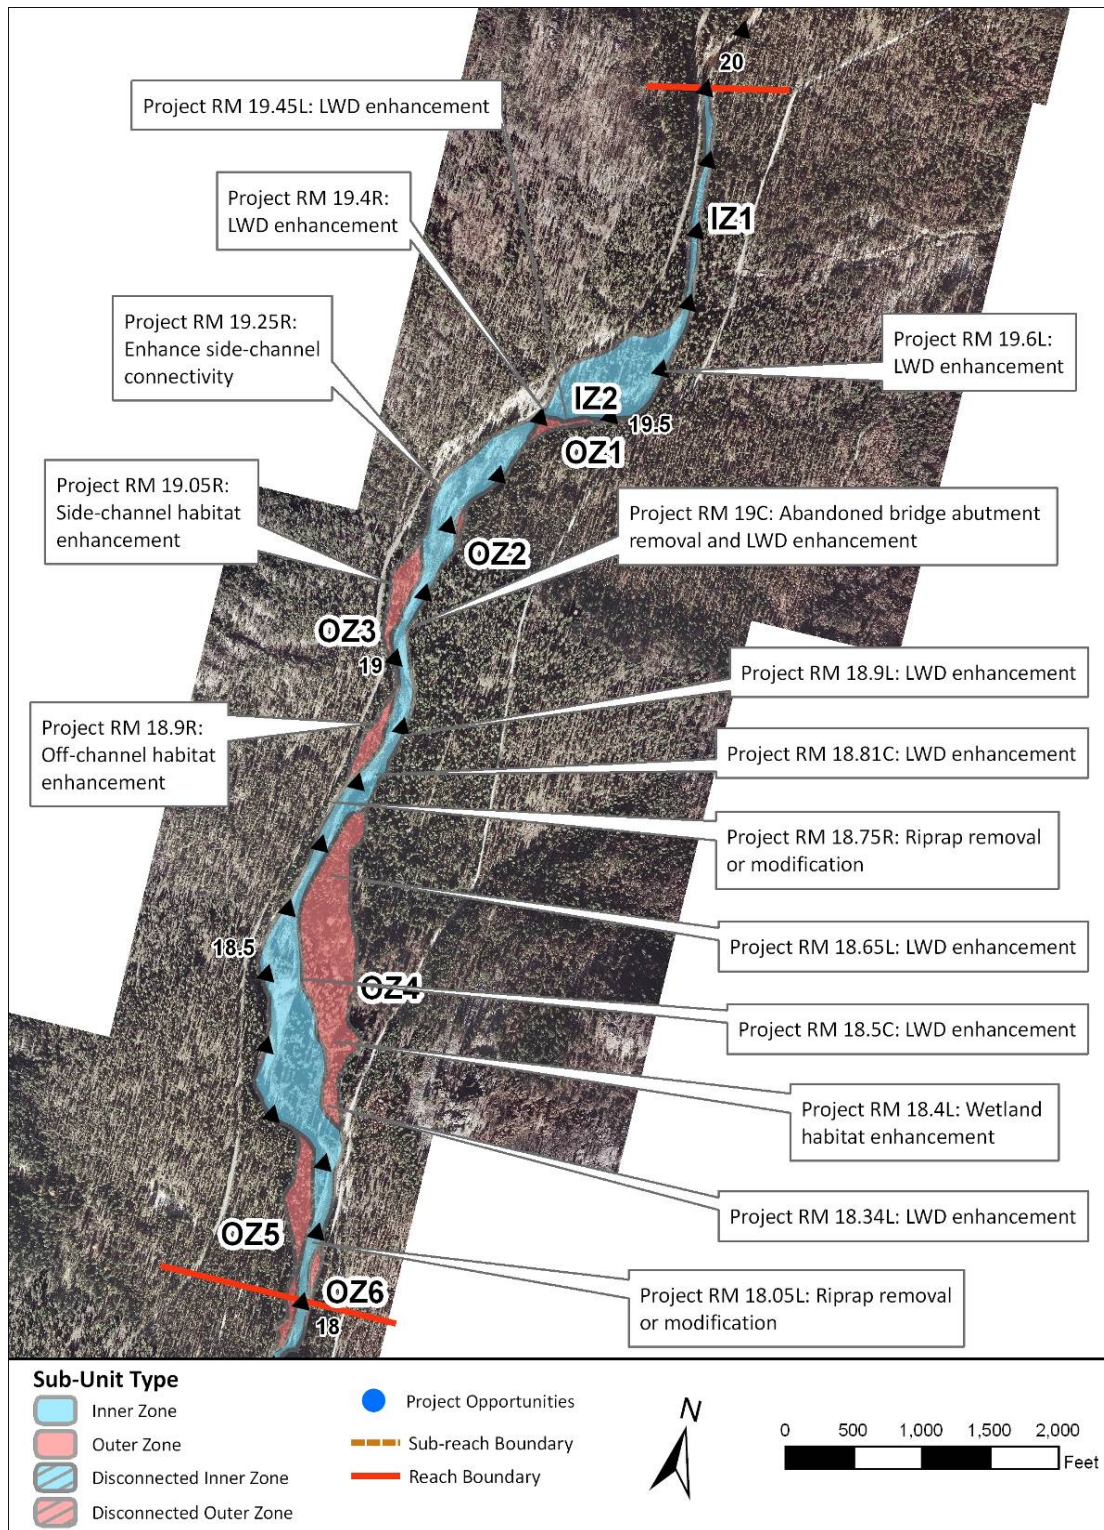 20
Project RM 19.45L: LWD enhancement
Project RM 19.4R:
LWD enhancement
IZ1
Project RM 19.25R:
Enhance side-channel
connectivity
Project RM 19.6L:
LWD enhancement
IZ2
19.5
OZ1
Project RM 19.05R:
Side-channel habitat
enhancement
Project RM 19C: Abandoned bridge abutment
removal and LWD enhancement
OZ2
OZ3
19
Project RM 18.9L: LWD enhancement
Project RM 18.9R:
Off-channel habitat
enhancement
Project RM 18.81C: LWD enhancement
Project RM 18.75R: Riprap removal
or modification
18.5
Project RM 18.65L: LWD enhancement
OZ4
Project RM 18.5C: LWD enhancement
Project RM 18.4L: Wetland
habitat enhancement
Project RM 18.34L: LWD enhancement
OZ5
OZ6
Project RM 18.05L: Riprap removal
or modification
18
Sub-Unit Type
Inner Zone
Outer Zone
Disconnected Inner Zone
Disconnected Outer Zone
Project Opportunities
Sub-reach Boundary
Reach Boundary
N
0 500 1,000 1,500 2,000
Feet